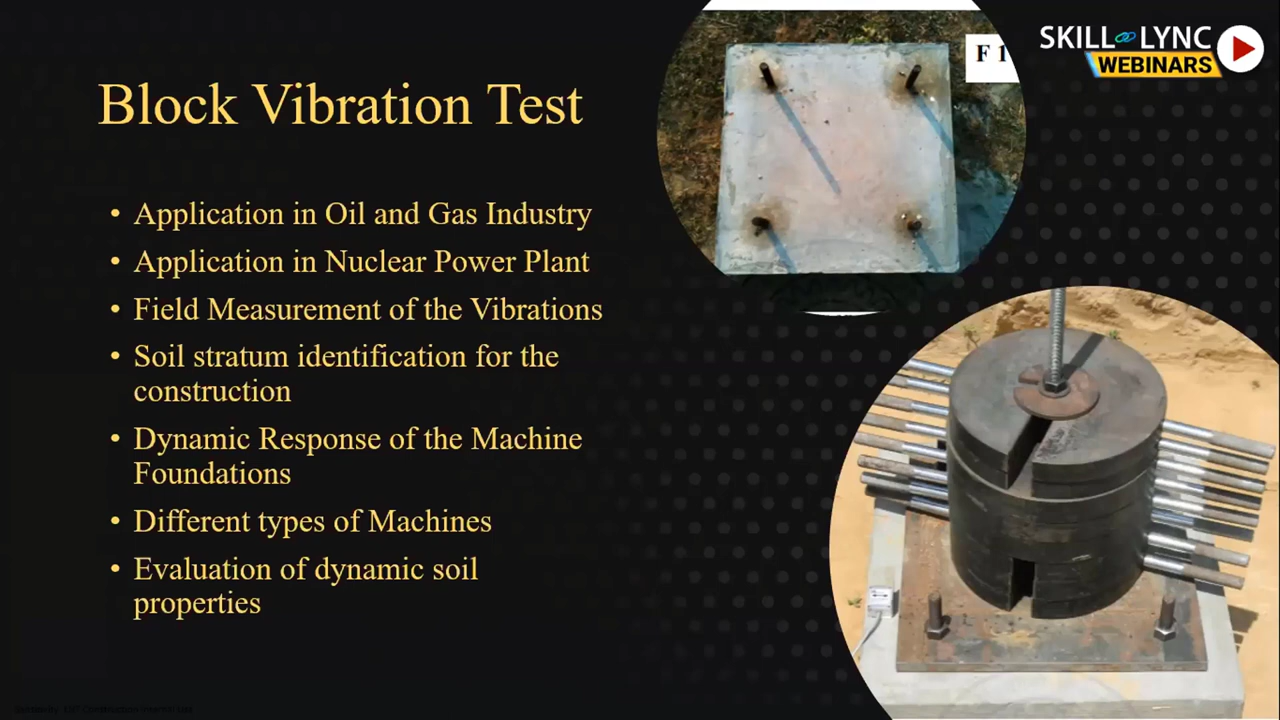 SKILL LYNC
WEBINARS
F 1
Block Vibration Test
• Application in Oil and Gas Industry
• Application in Nuclear Power Plant
• Field Measurement of the Vibrations
• Soil stratum identification for the
construction
• Dynamic Response of the Machine
Foundations
• Different types of Machines
• Evaluation of dynamic soil
properties